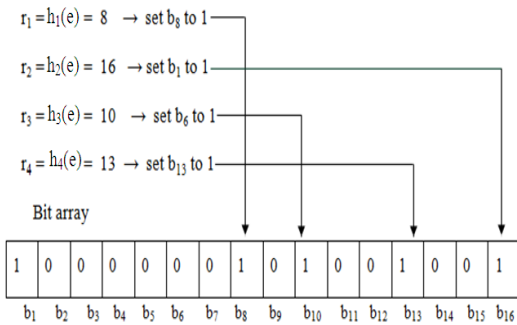 r₁ = h₁(e) = 8 → set b₈ to 1
r₂ = h₂(e) = 16 → set b₁ to 1
r₃ = h₃(e) = 10 → set b₆ to 1
r₄ = h₄(e) = 13 → set b₁₃ to 1
Bit array
1 0 0 0 0 0 0 1 0 1 0 0 1 0 0 1
b₁ b₂ b₃ b₄ b₅ b₆ b₇ b₈ b₉ b₁₀ b₁₁ b₁₂ b₁₃ b₁₄ b₁₅ b₁₆